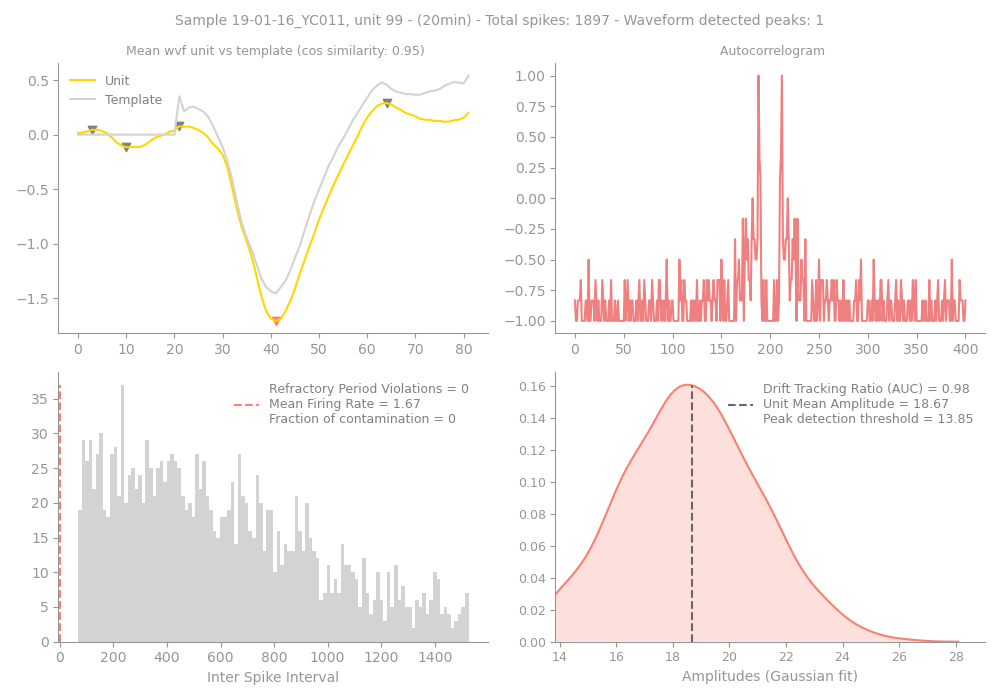 Sample 19-01-16_YC011, unit 99 - (20min) - Total spikes: 1897 - Waveform detected peaks: 1
Mean wvf unit vs template (cos similarity: 0.95)
Unit
Template
0.5
0.0
−0.5
−1.0
−1.5
0 10 20 30 40 50 60 70 80
Autocorrelogram
1.00
0.75
0.50
0.25
0.00
−0.25
−0.50
−0.75
−1.00
0 50 100 150 200 250 300 350 400
Refractory Period Violations = 0
Mean Firing Rate = 1.67
Fraction of contamination = 0
35
30
25
20
15
10
5
0
0 200 400 600 800 1000 1200 1400
Inter Spike Interval
Drift Tracking Ratio (AUC) = 0.98
Unit Mean Amplitude = 18.67
Peak detection threshold = 13.85
0.16
0.14
0.12
0.10
0.08
0.06
0.04
0.02
0.00
14 16 18 20 22 24 26 28
Amplitudes (Gaussian fit)